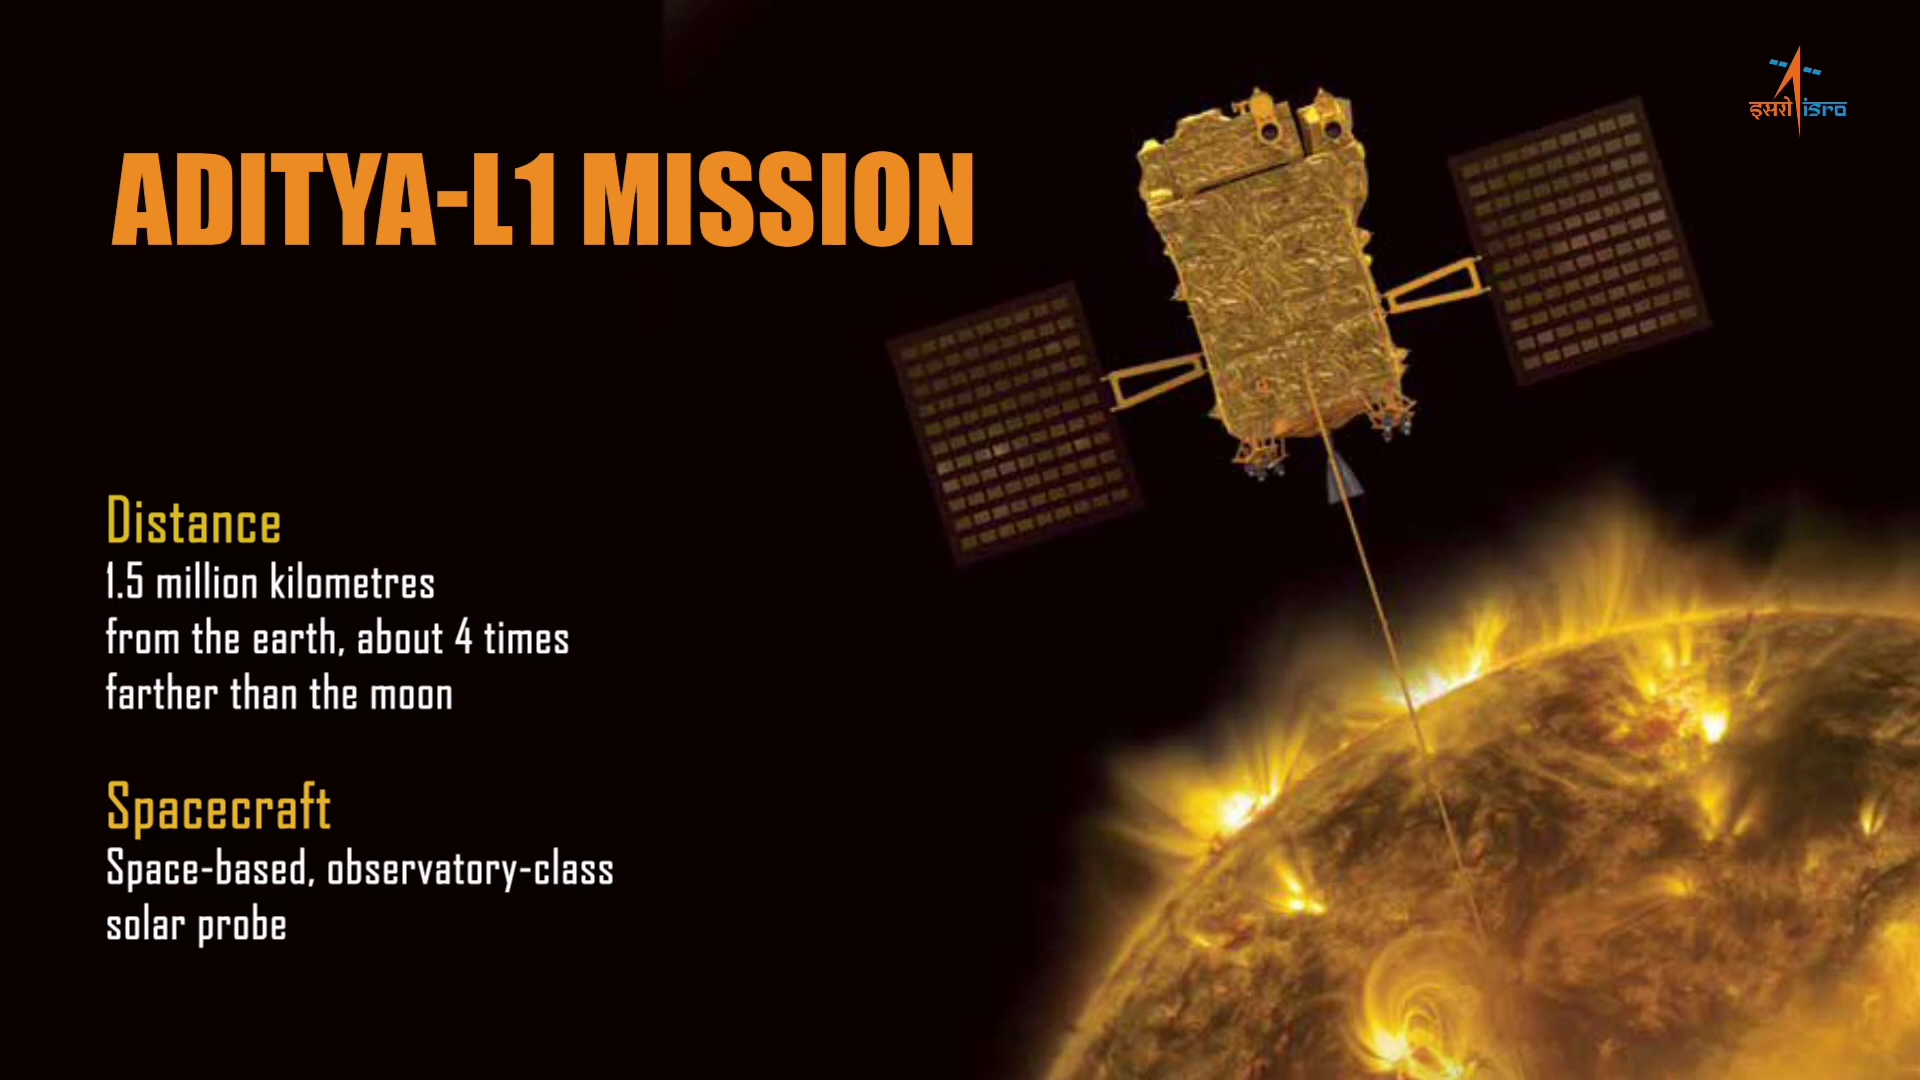 इसरो isro
ADITYA-L1 MISSION
Distance
1.5 million kilometres
from the earth, about 4 times
farther than the moon
Spacecraft
Space-based, observatory-class
solar probe